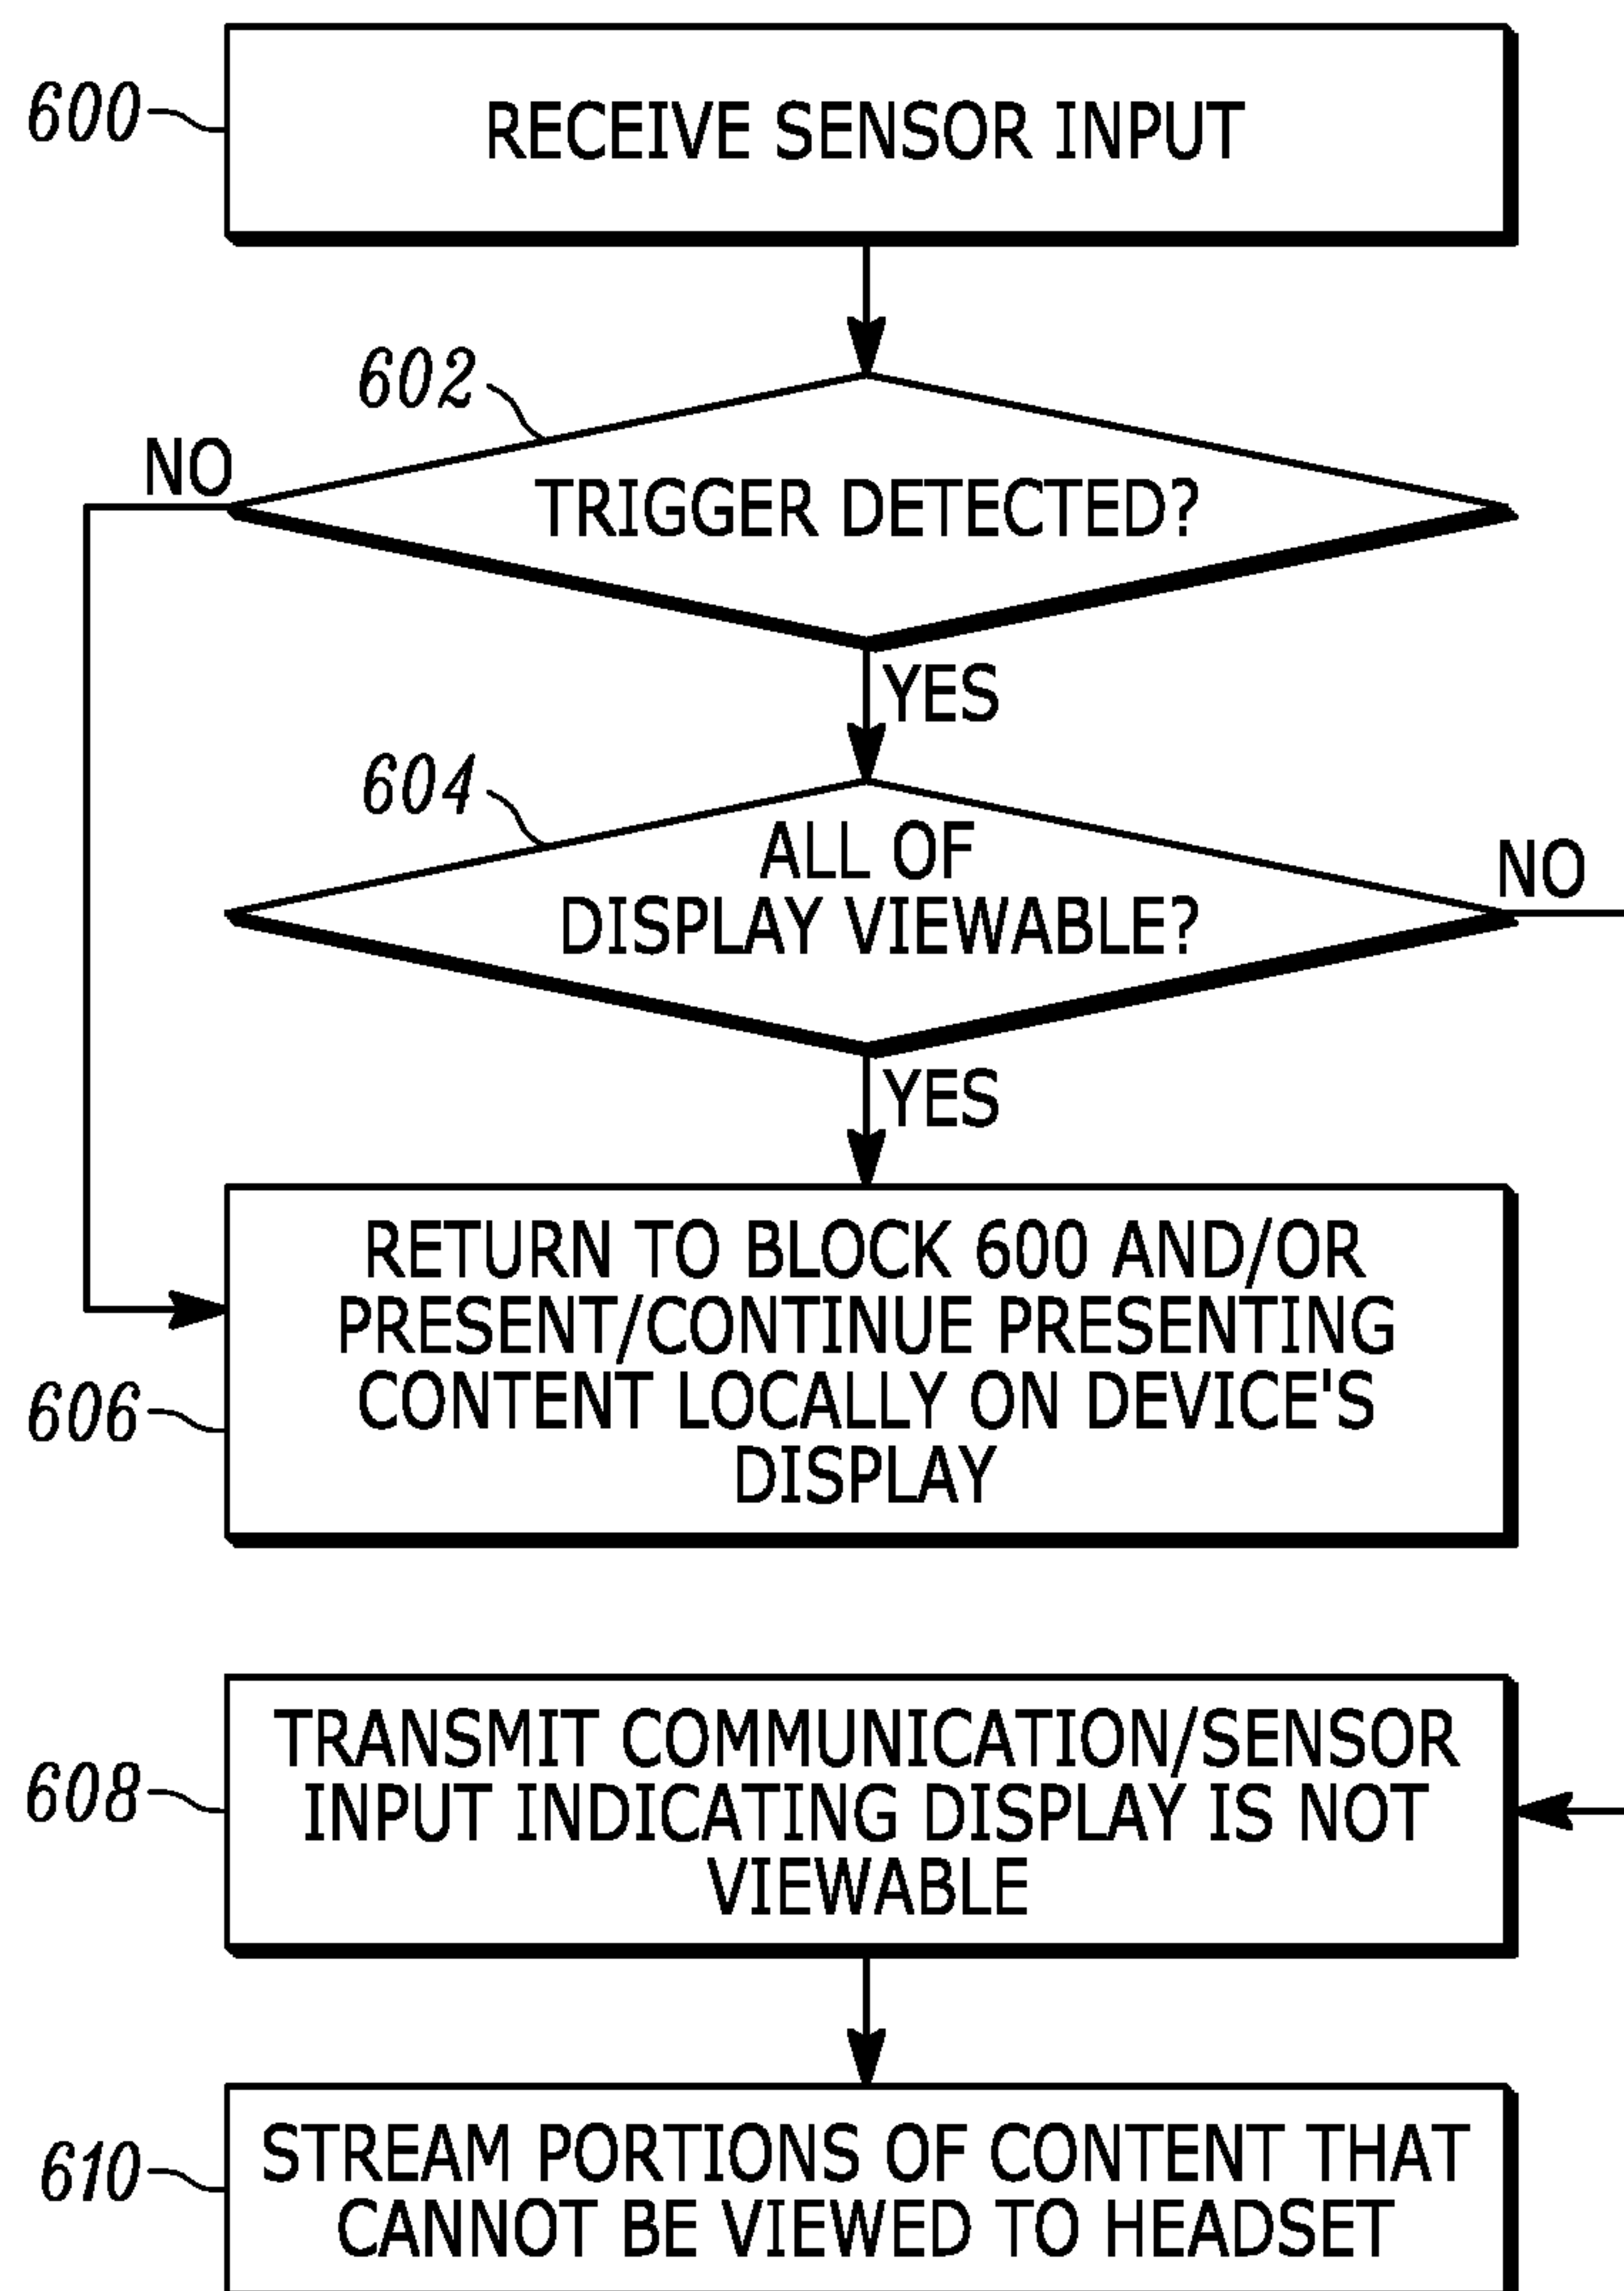 600
RECEIVE SENSOR INPUT
602
NO
TRIGGER DETECTED?
YES
604
ALL OF
DISPLAY VIEWABLE?
NO
YES
RETURN TO BLOCK 600 AND/OR
PRESENT/CONTINUE PRESENTING
CONTENT LOCALLY ON DEVICE'S
DISPLAY
606
TRANSMIT COMMUNICATION/SENSOR
INPUT INDICATING DISPLAY IS NOT
VIEWABLE
608
STREAM PORTIONS OF CONTENT THAT
CANNOT BE VIEWED TO HEADSET
610